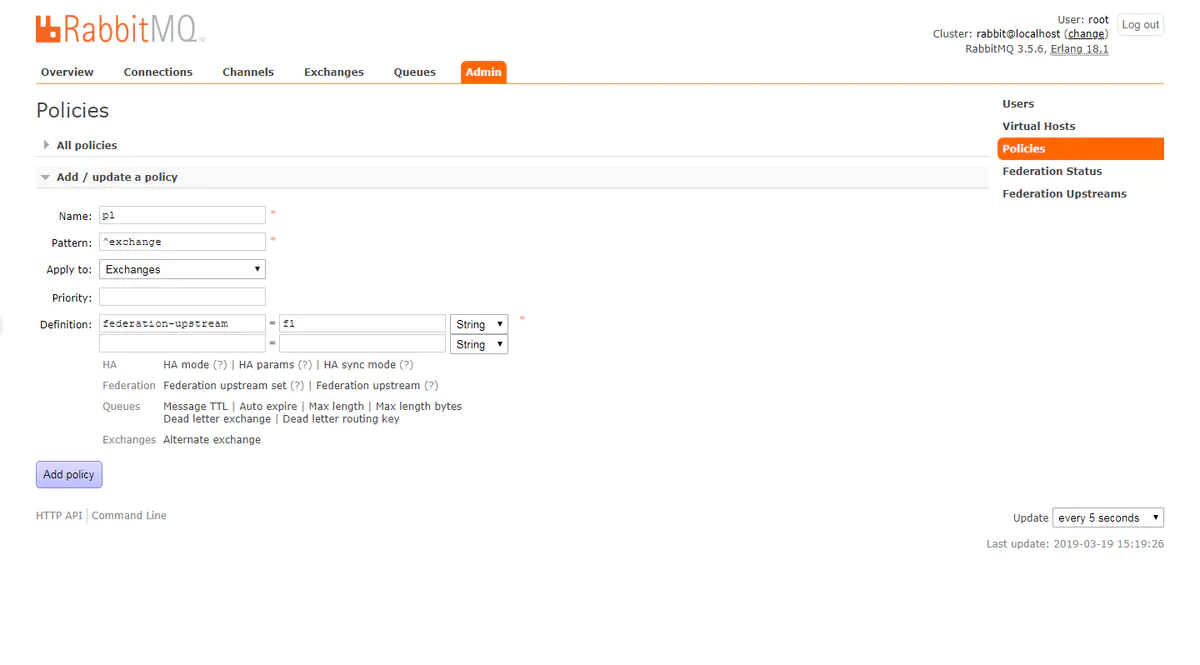 RabbitMQ™
User: root
Log out
Cluster: rabbit@localhost (change)
RabbitMQ 3.5.6, Erlang 18.1
Overview Connections Channels Exchanges Queues Admin
Policies
All policies
Add / update a policy
Name: p1 *
Pattern: ^exchange *
Apply to: Exchanges
Priority:
Definition: federation-upstream = f1 String *
= String
HA HA mode (?) | HA params (?) | HA sync mode (?)
Federation Federation upstream set (?) | Federation upstream (?)
Queues Message TTL | Auto expire | Max length | Max length bytes
Dead letter exchange | Dead letter routing key
Exchanges Alternate exchange
Add policy
Users
Virtual Hosts
Policies
Federation Status
Federation Upstreams
HTTP API | Command Line
Update every 5 seconds
Last update: 2019-03-19 15:19:26